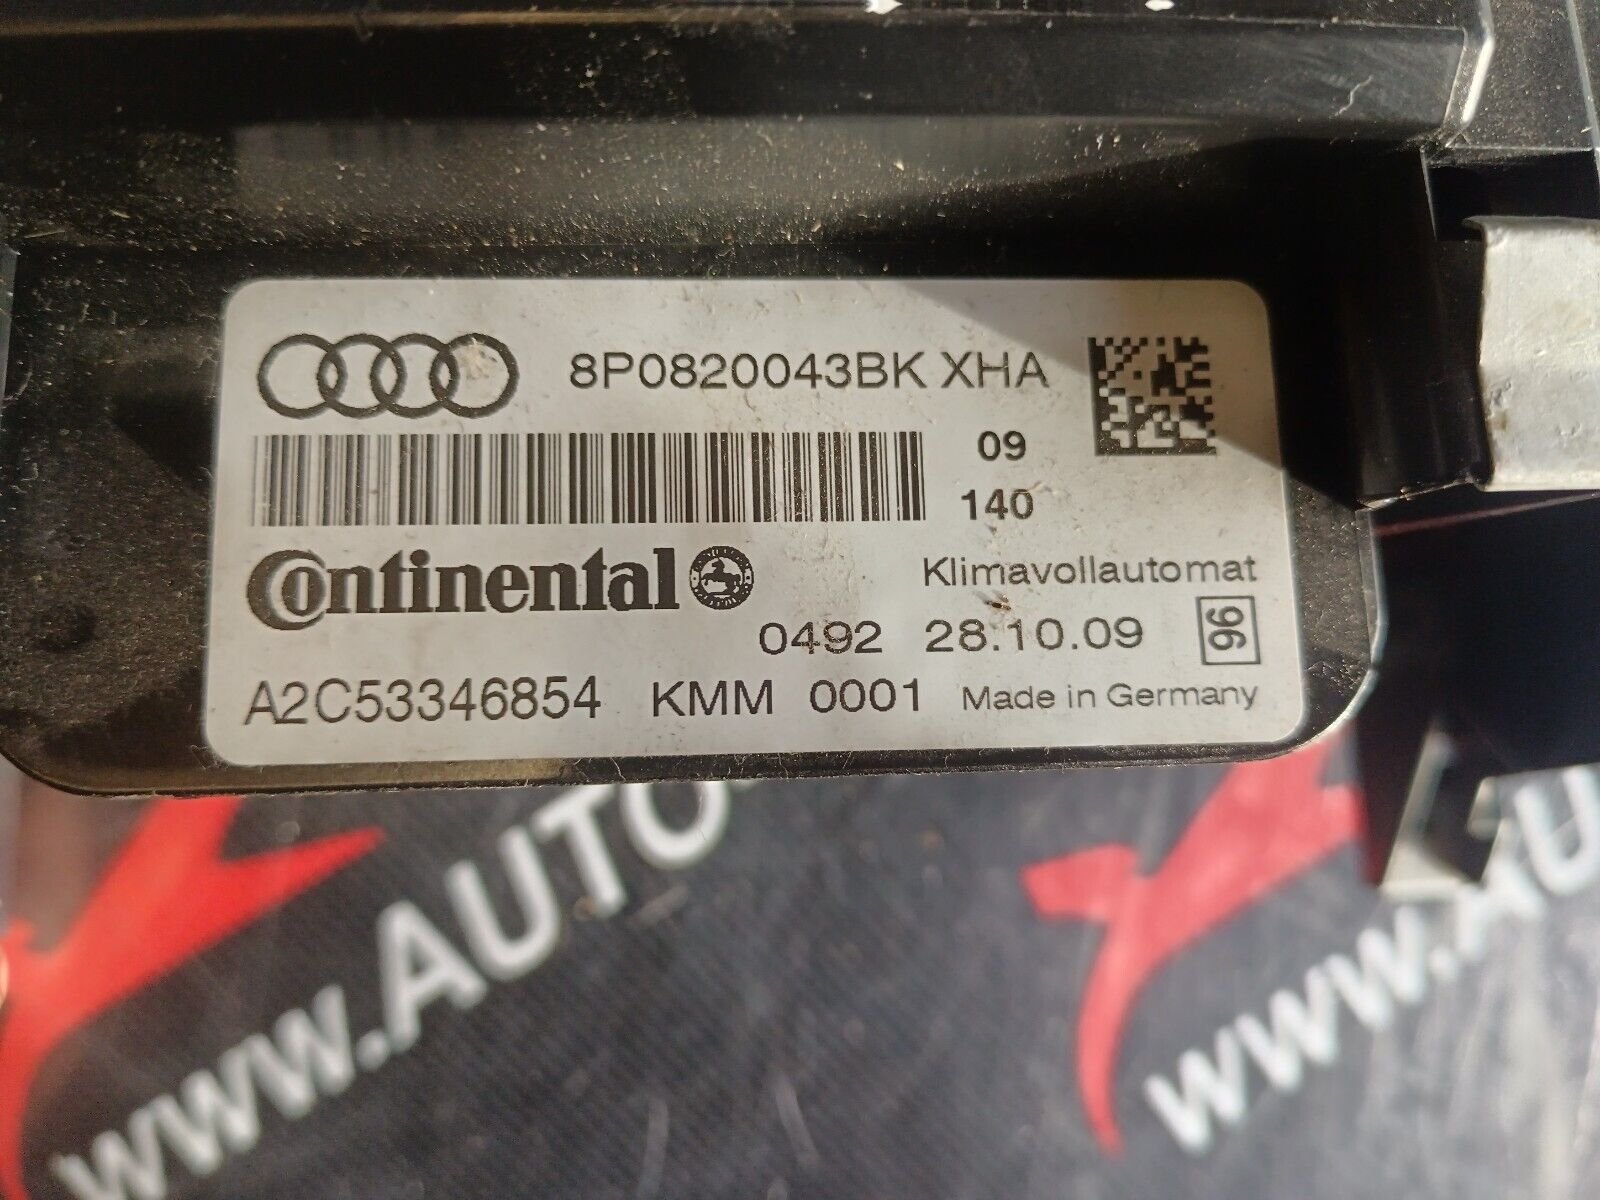 8P0820043BK XHA
09
140
Continental
Klimavollautomat
0492 28.10.09 96
A2C53346854 KMM 0001 Made in Germany
www.AUTO
www.AU